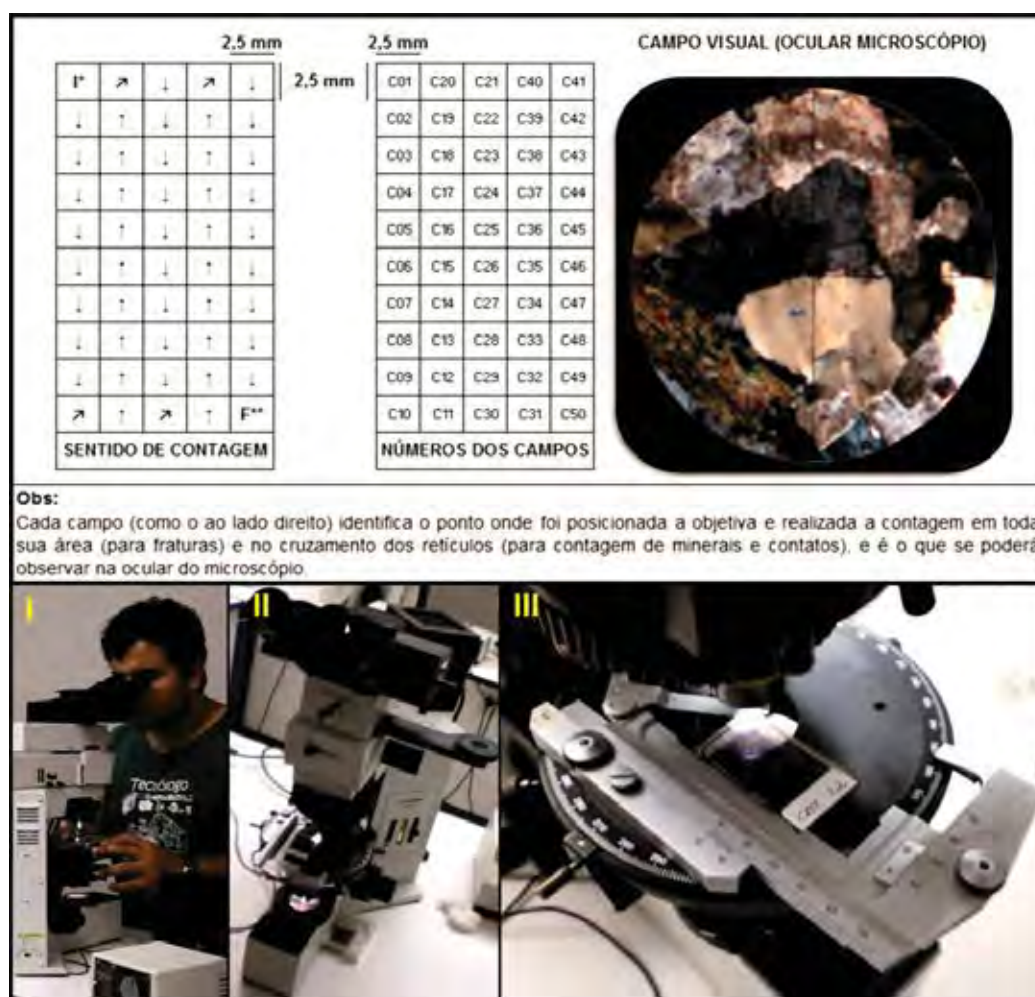 2,5 mm
2,5 mm
CAMPO VISUAL (OCULAR MICROSCÓPIO)
I* ↗ ↓ ↗ ↓
2,5 mm
C01 C20 C21 C40 C41
↓ ↑ ↓ ↑ ↓
C02 C19 C22 C39 C42
↓ ↑ ↓ ↑ ↓
C03 C18 C23 C38 C43
↓ ↑ ↓ ↑ ↓
C04 C17 C24 C37 C44
↓ ↑ ↓ ↑ ↓
C05 C16 C25 C36 C45
↓ ↑ ↓ ↑ ↓
C06 C15 C26 C35 C46
↓ ↑ ↓ ↑ ↓
C07 C14 C27 C34 C47
↓ ↑ ↓ ↑ ↓
C08 C13 C28 C33 C48
↓ ↑ ↓ ↑ ↓
C09 C12 C29 C32 C49
↗ ↑ ↗ ↑ F**
C10 C11 C30 C31 C50
SENTIDO DE CONTAGEM
NÚMEROS DOS CAMPOS
Obs:
Cada campo (como o ao lado direito) identifica o ponto onde foi posicionada a objetiva e realizada a contagem em toda
sua área (para fraturas) e no cruzamento dos retículos (para contagem de minerais e contatos), e é o que se poderá
observar na ocular do microscópio.
I
II
III